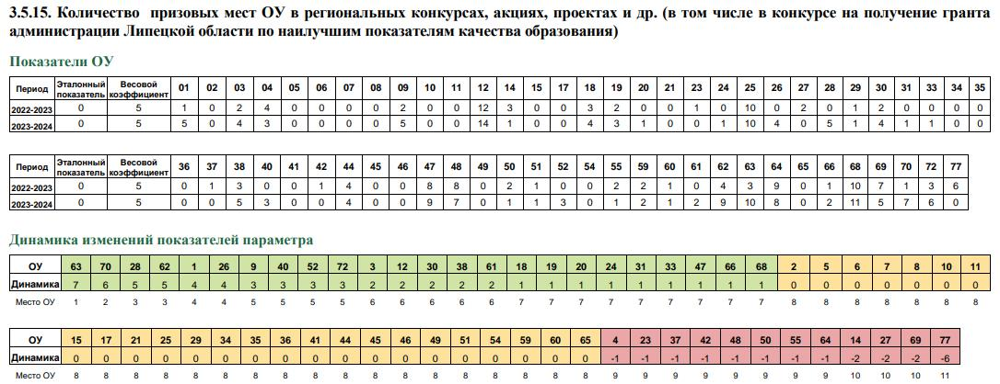 3.5.15. Количество призовых мест ОУ в региональных конкурсах, акциях, проектах и др. (в том числе в конкурсе на получение гранта
администрации Липецкой области по наилучшим показателям качества образования)
Показатели ОУ
Период Эталонный показатель Весовой коэффициент 01 02 03 04 05 06 07 08 09 10 11 12 14 15 17 18 19 20 21 23 24 25 26 27 28 29 30 31 33 34 35
2022-2023 0 5 1 0 2 4 0 0 0 0 2 0 0 12 3 0 0 3 2 0 0 1 0 10 0 2 0 1 2 0 0 0 0
2023-2024 0 5 5 0 4 3 0 0 0 0 5 0 0 14 1 0 0 4 3 1 0 0 1 10 4 0 5 1 4 1 1 0 0
Период Эталонный показатель Весовой коэффициент 36 37 38 40 41 42 44 45 46 47 48 49 50 51 52 54 55 59 60 61 62 63 64 65 66 68 69 70 72 77
2022-2023 0 5 0 1 3 0 0 1 4 0 0 8 8 0 2 1 0 0 2 2 1 0 4 3 9 0 1 10 7 1 3 6
2023-2024 0 5 0 0 5 3 0 0 4 0 0 9 7 0 1 1 3 0 1 2 1 2 9 10 8 0 2 11 5 7 6 0
Динамика изменений показателей параметра
ОУ 63 70 28 62 1 26 9 40 52 72 3 12 30 38 61 18 19 20 24 31 33 47 66 68 2 5 6 7 8 10 11
Динамика 7 6 5 5 4 4 3 3 3 3 2 2 2 2 2 1 1 1 1 1 1 1 1 1 0 0 0 0 0 0 0
Место ОУ 1 2 3 3 4 4 5 5 5 5 6 6 6 6 6 7 7 7 7 7 7 7 7 7 8 8 8 8 8 8 8
ОУ 15 17 21 25 29 34 35 36 41 44 45 46 49 51 54 59 60 65 4 23 37 42 48 50 55 64 14 27 69 77
Динамика 0 0 0 0 0 0 0 0 0 0 0 0 0 0 0 0 0 0 -1 -1 -1 -1 -1 -1 -1 -1 -2 -2 -2 -6
Место ОУ 8 8 8 8 8 8 8 8 8 8 8 8 8 8 8 8 8 8 9 9 9 9 9 9 9 9 10 10 10 11